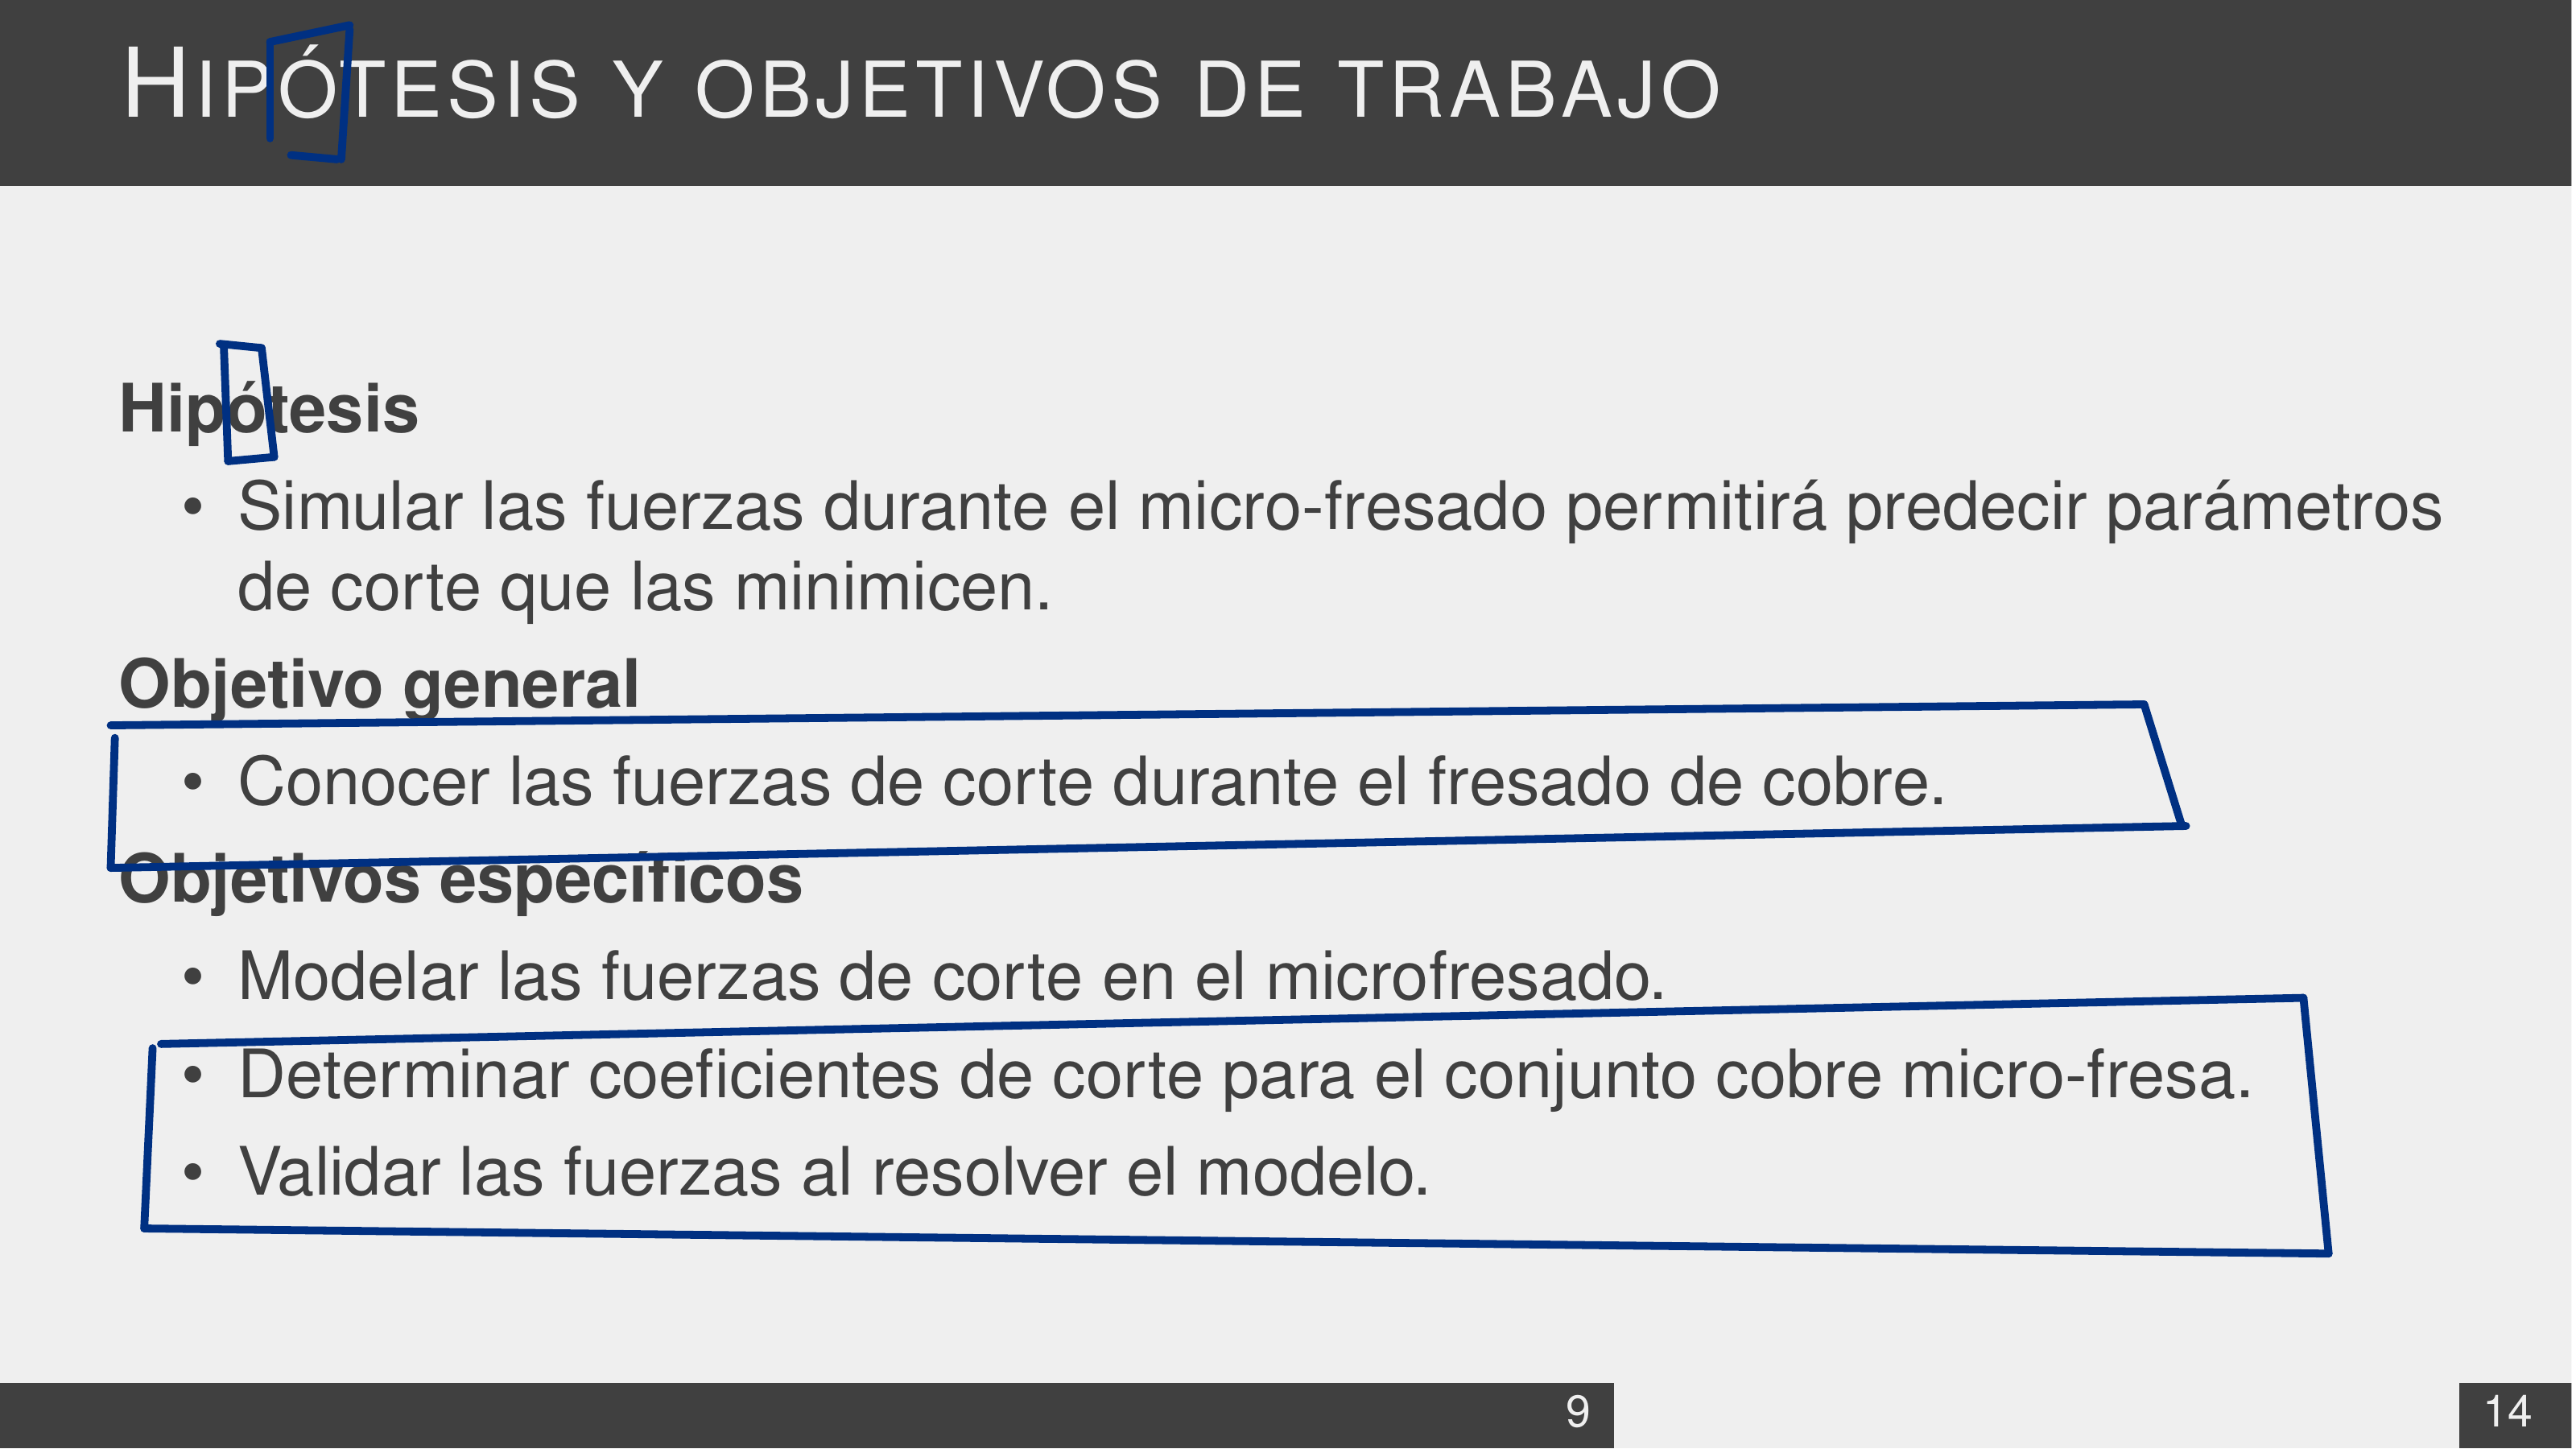 HIPÓTESIS Y OBJETIVOS DE TRABAJO
Hipótesis
• Simular las fuerzas durante el micro-fresado permitirá predecir parámetros
de corte que las minimicen.
Objetivo general
• Conocer las fuerzas de corte durante el fresado de cobre.
Objetivos específicos
• Modelar las fuerzas de corte en el microfresado.
• Determinar coeficientes de corte para el conjunto cobre micro-fresa.
• Validar las fuerzas al resolver el modelo.
9
14